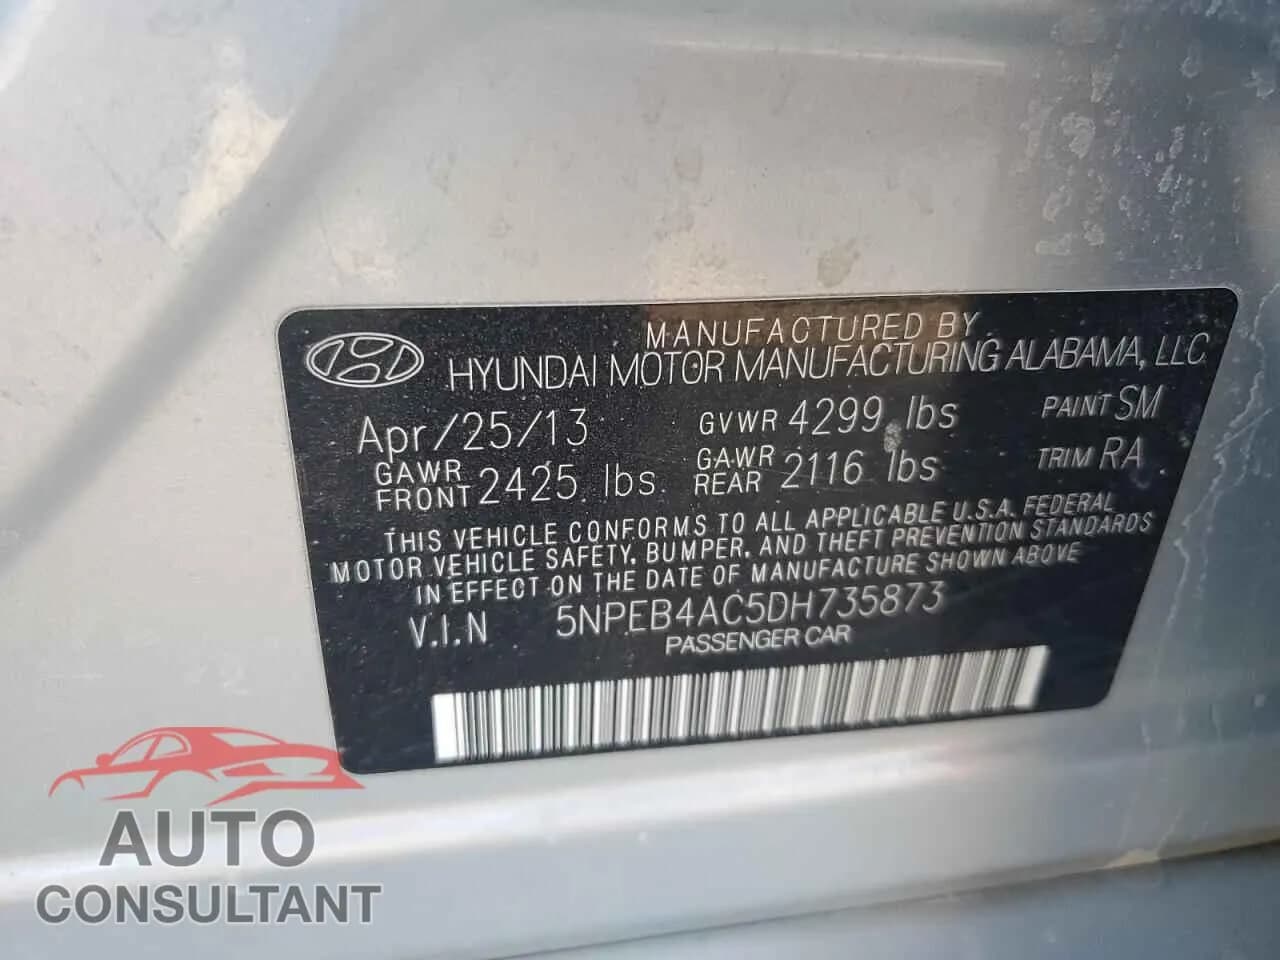 MANUFACTURED BY
HYUNDAI MOTOR MANUFACTURING ALABAMA, LLC
Apr/25/13 GVWR 4299 lbs PAINT SM
GAWR FRONT 2425 lbs GAWR REAR 2116 lbs TRIM RA
THIS VEHICLE CONFORMS TO ALL APPLICABLE U.S.A. FEDERAL
MOTOR VEHICLE SAFETY, BUMPER, AND THEFT PREVENTION STANDARDS
IN EFFECT ON THE DATE OF MANUFACTURE SHOWN ABOVE
V.I.N 5NPEB4AC5DH735873
PASSENGER CAR
AUTO
CONSULTANT